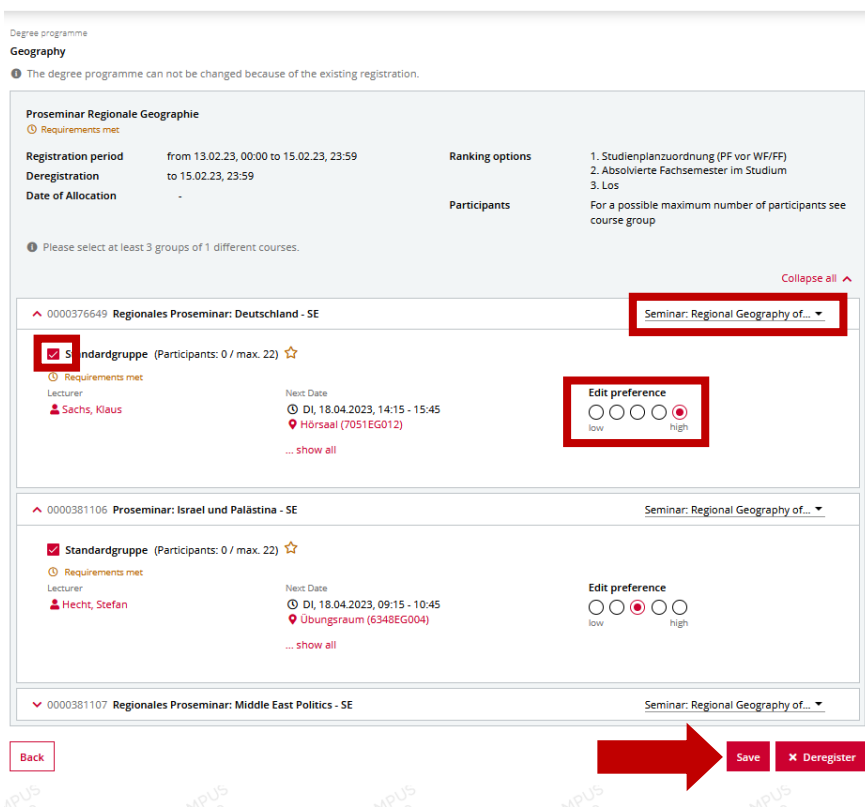 Degree programme
Geography
The degree programme can not be changed because of the existing registration.
Proseminar Regionale Geographie
Requirements met
Registration period from 13.02.23, 00:00 to 15.02.23, 23:59
Deregistration to 15.02.23, 23:59
Date of Allocation -
Ranking options 1. Studienplanzuordnung (PF vor WF/FF)
2. Absolvierte Fachsemester im Studium
3. Los
Participants For a possible maximum number of participants see
course group
Please select at least 3 groups of 1 different courses.
Collapse all
0000376649 Regionales Proseminar: Deutschland - SE Seminar: Regional Geography of...
Standardgruppe (Participants: 0 / max. 22)
Requirements met
Lecturer Next Date Edit preference
Sachs, Klaus DI, 18.04.2023, 14:15 - 15:45
Hörsaal (7051EG012)
low high
... show all
0000381106 Proseminar: Israel und Palästina - SE Seminar: Regional Geography of...
Standardgruppe (Participants: 0 / max. 22)
Requirements met
Lecturer Next Date Edit preference
Hecht, Stefan DI, 18.04.2023, 09:15 - 10:45
Übungsraum (6348EG004)
low high
... show all
0000381107 Regionales Proseminar: Middle East Politics - SE Seminar: Regional Geography of...
Back Save Deregister